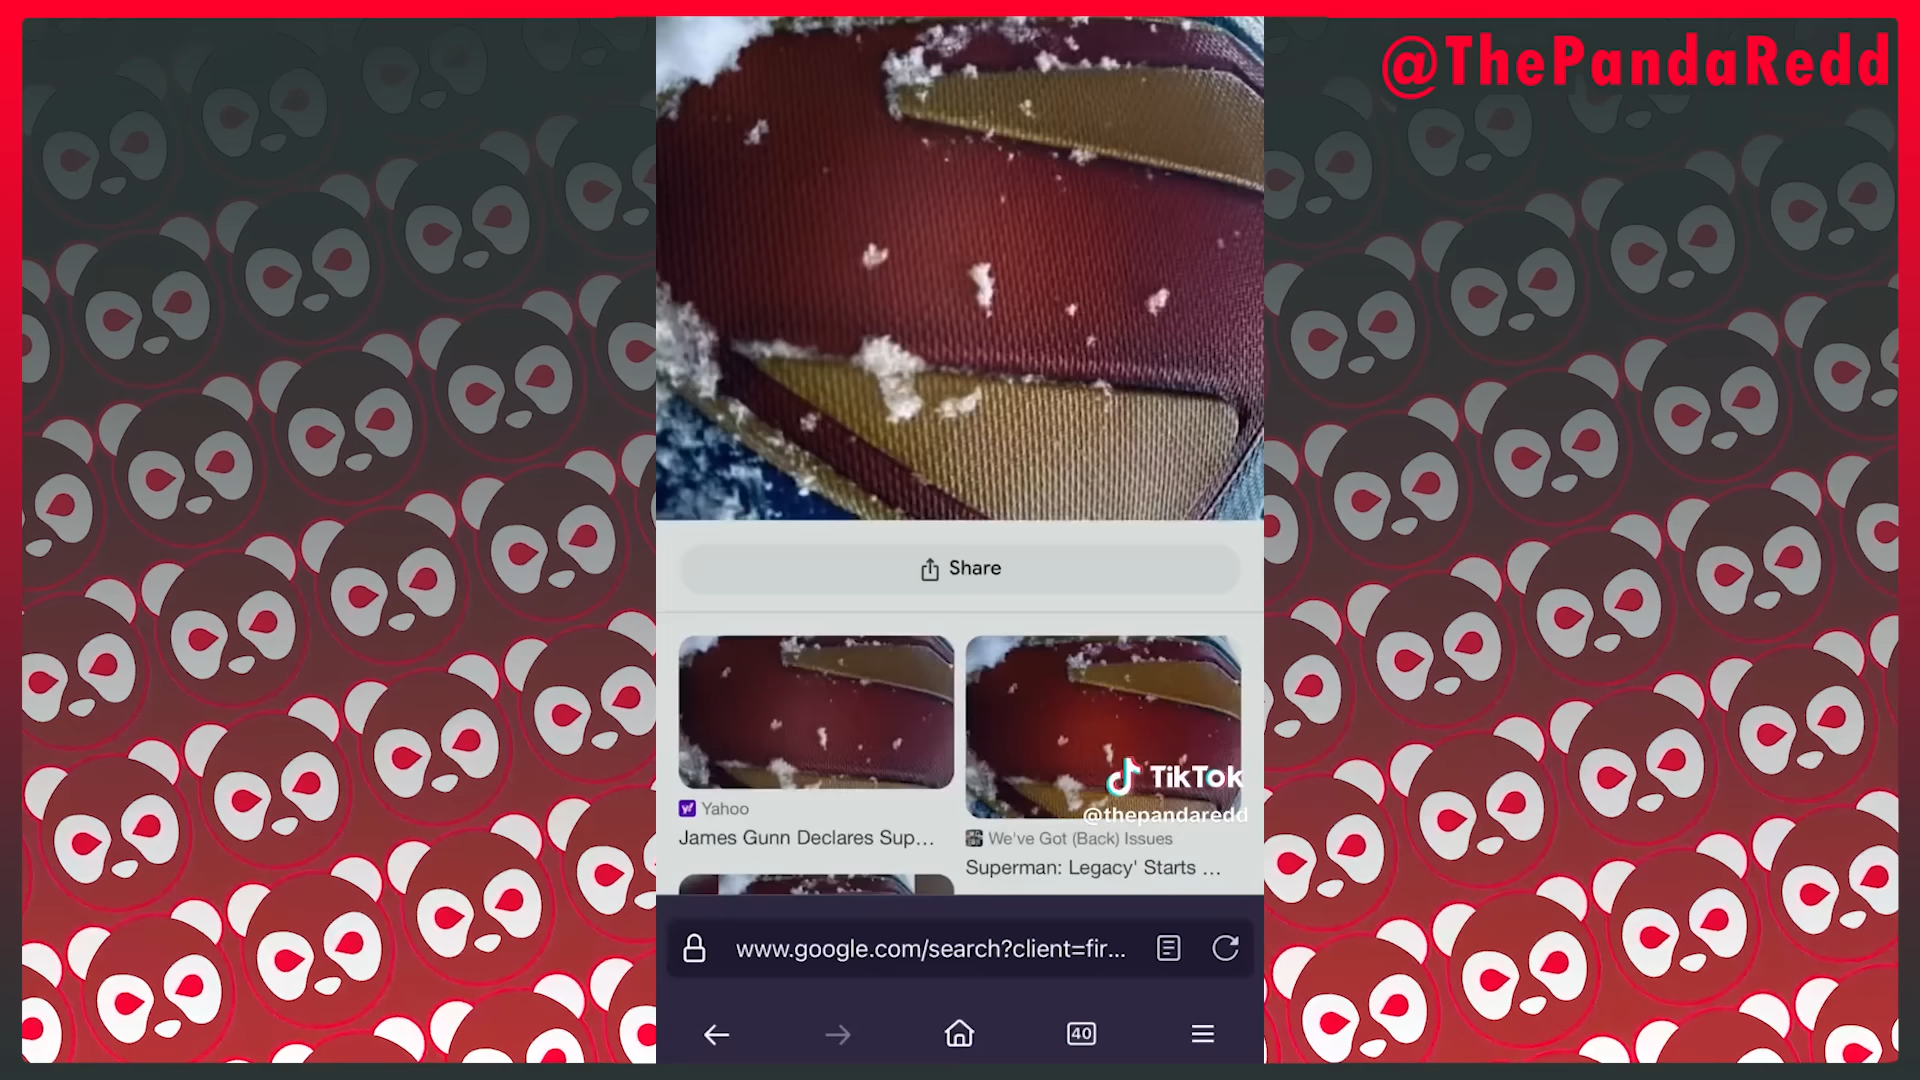 @ThePandaRedd
Share
Yahoo
James Gunn Declares Sup...
TikTok
@thepandaredd
We've Got (Back) Issues
Superman: Legacy' Starts ...
www.google.com/search?client=fir...
40